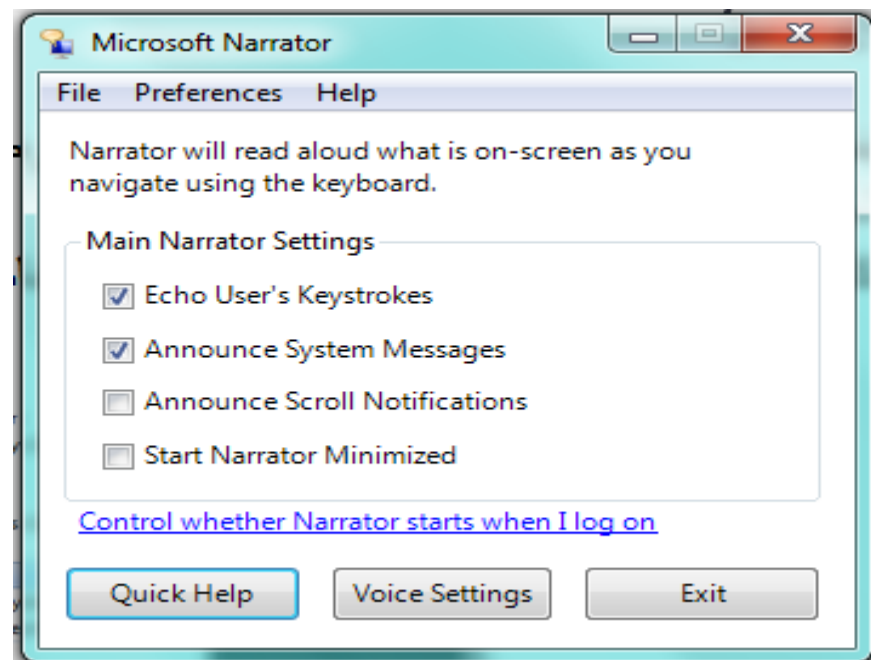 Microsoft Narrator
File Preferences Help
Narrator will read aloud what is on-screen as you
navigate using the keyboard.
Main Narrator Settings
Echo User's Keystrokes
Announce System Messages
Announce Scroll Notifications
Start Narrator Minimized
Control whether Narrator starts when I log on
Quick Help Voice Settings Exit